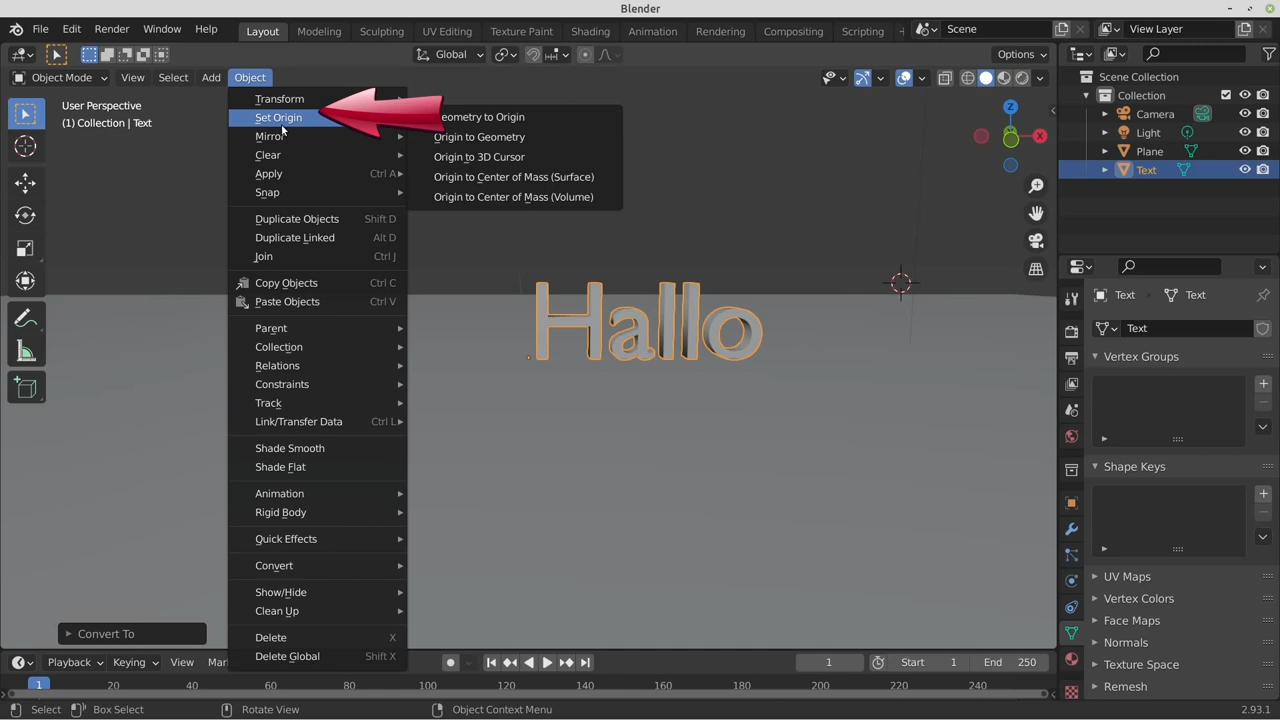 Blender
File Edit Render Window Help Layout Modeling Sculpting UV Editing Texture Paint Shading Animation Rendering Compositing Scripting Scene View Layer
Global Options
Object Mode View Select Add Object
User Perspective
(1) Collection | Text
Transform
Set Origin
Mirror
Clear
Apply Ctrl A
Snap
Duplicate Objects Shift D
Duplicate Linked Alt D
Join Ctrl J
Copy Objects Ctrl C
Paste Objects Ctrl V
Parent
Collection
Relations
Constraints
Track
Link/Transfer Data Ctrl L
Shade Smooth
Shade Flat
Animation
Rigid Body
Quick Effects
Convert
Show/Hide
Clean Up
Delete X
Delete Global Shift X
to Origin
Origin to Geometry
Origin to 3D Cursor
Origin to Center of Mass (Surface)
Origin to Center of Mass (Volume)
Z
X
Hallo
Convert To
Scene Collection
Collection
Camera
Light
Plane
Text
Text Text
Text
Vertex Groups
Shape Keys
UV Maps
Vertex Colors
Face Maps
Normals
Texture Space
Remesh
Playback Keying View 1 Start 1 End 250
1 20 40 60 80 100 120 140 160 180 200 220 240
Select Box Select Rotate View Object Context Menu 2.93.1